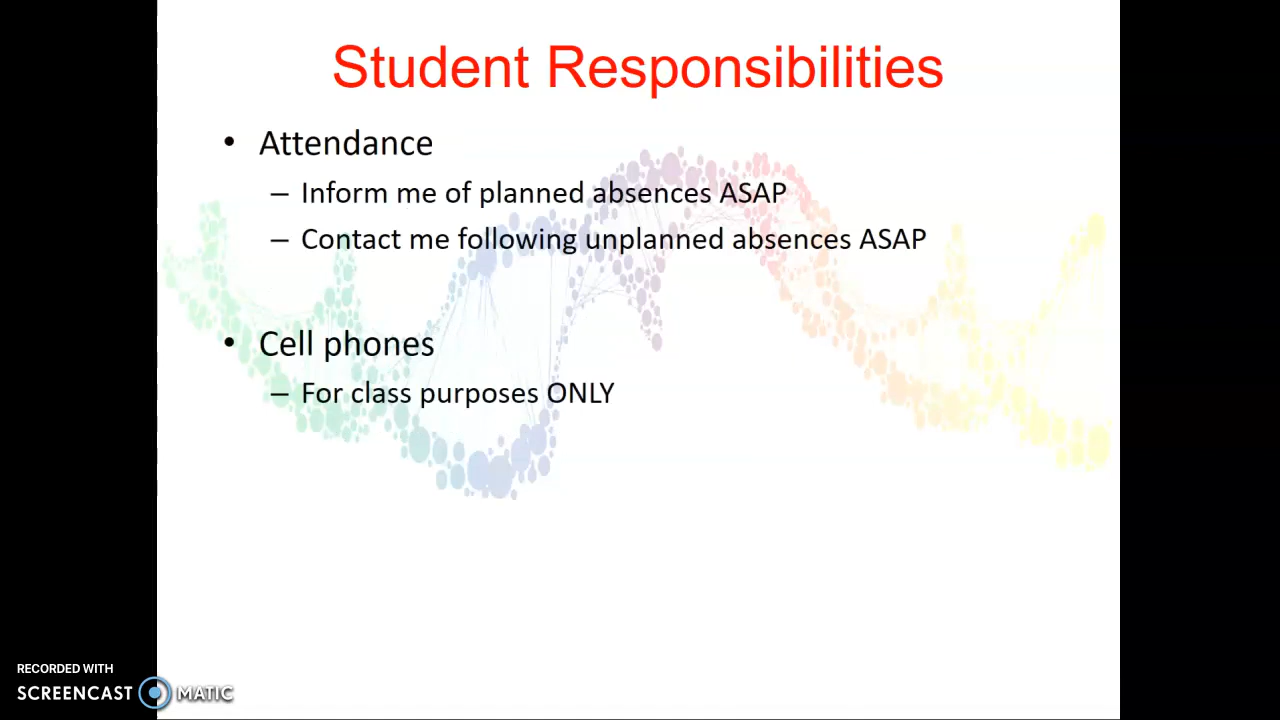 Student Responsibilities
• Attendance
– Inform me of planned absences ASAP
– Contact me following unplanned absences ASAP
• Cell phones
– For class purposes ONLY
RECORDED WITH
SCREENCAST MATIC